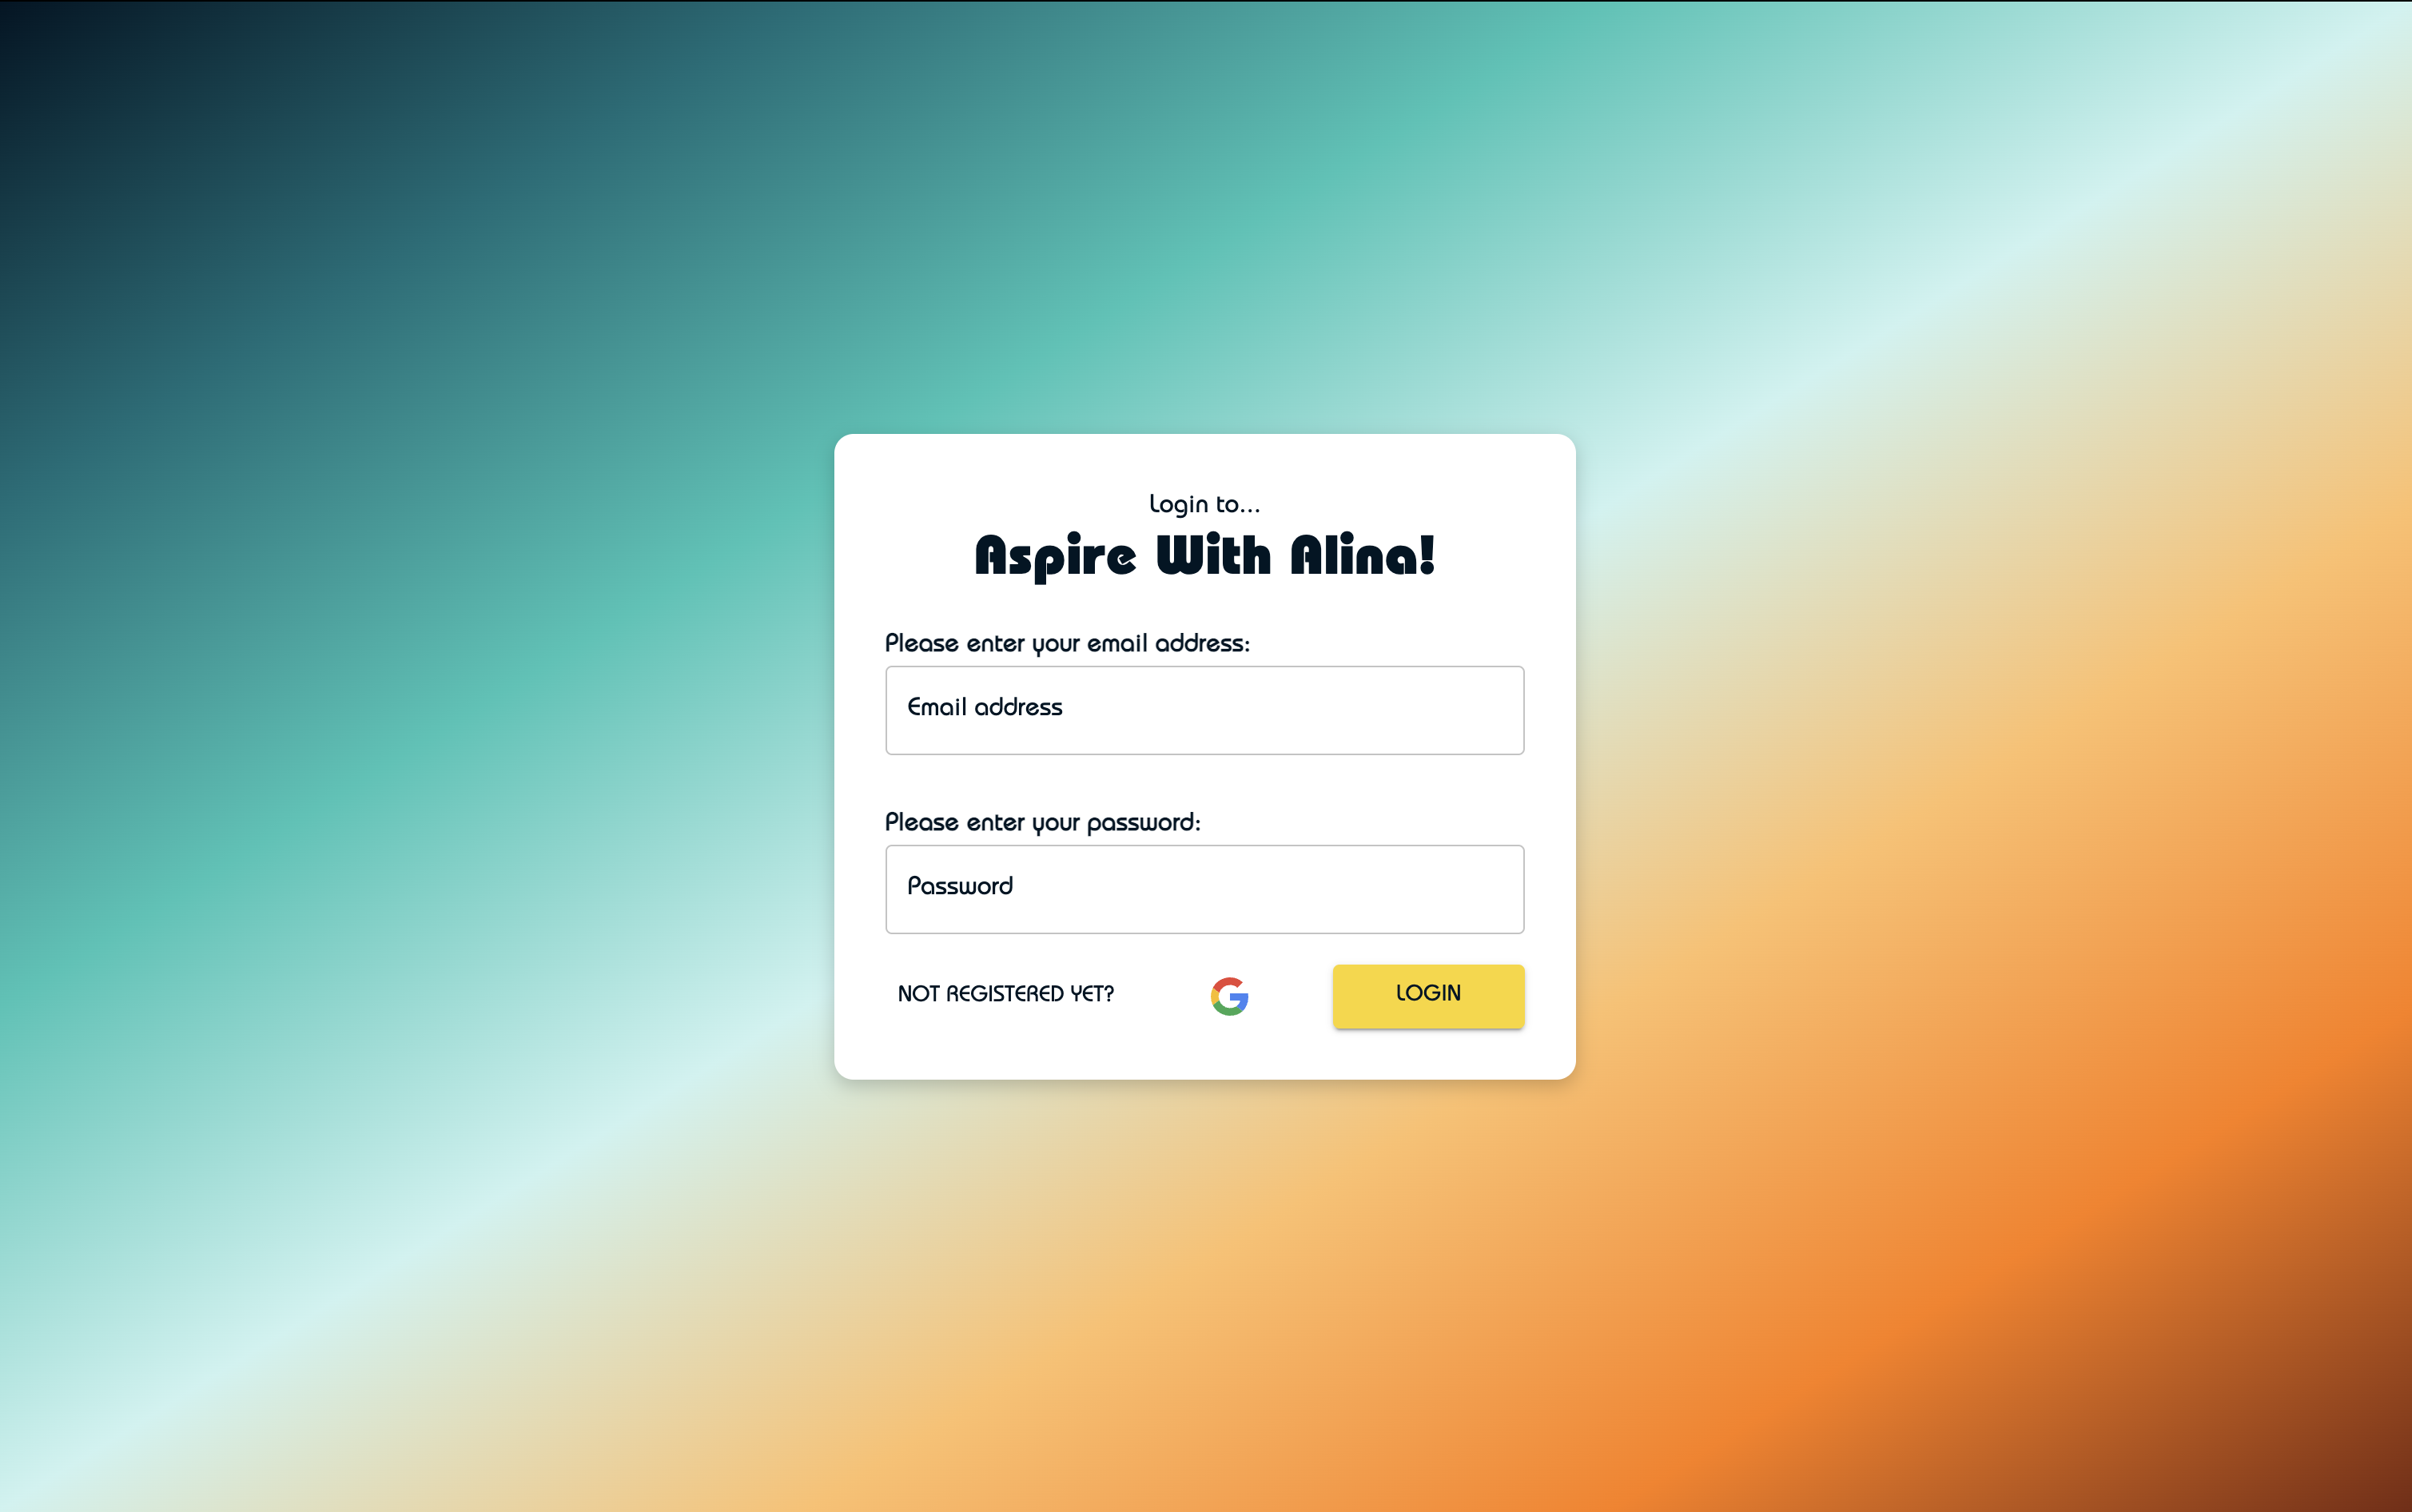 Login to...
Aspire With Alina!
Please enter your email address:
Email address
Please enter your password:
Password
NOT REGISTERED YET?
LOGIN